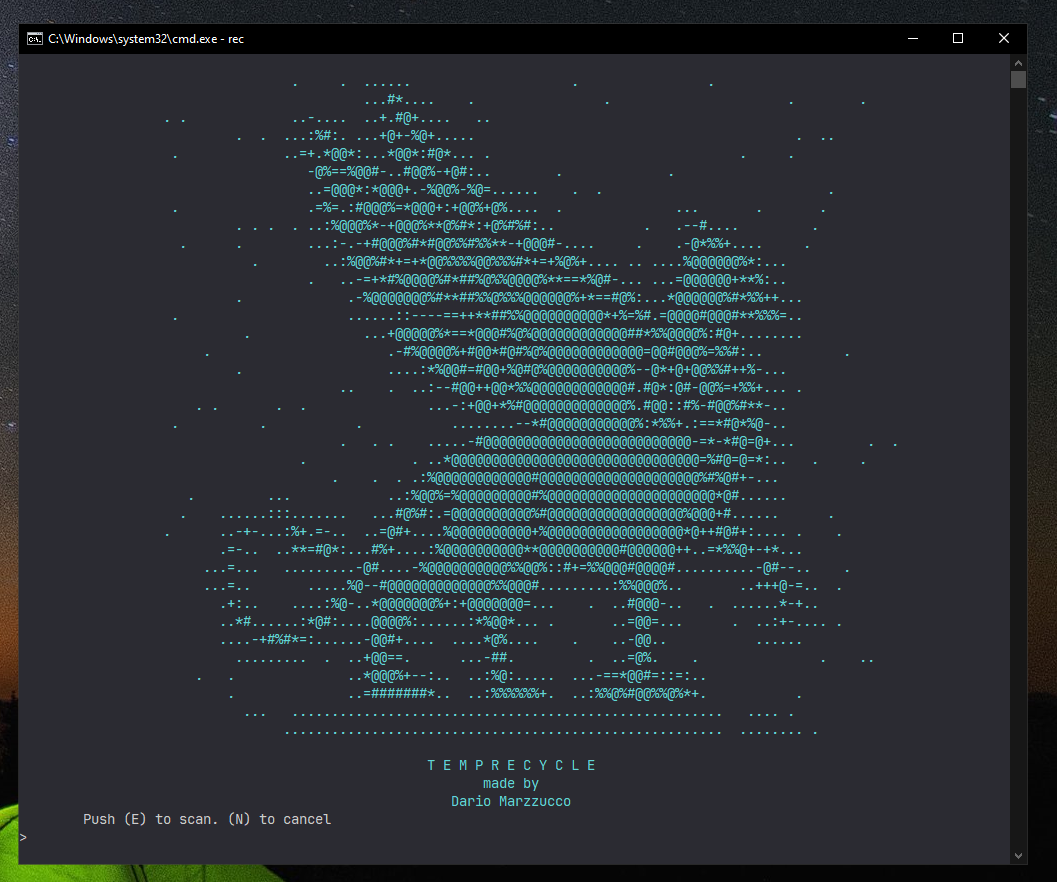 C:\Windows\system32\cmd.exe - rec
T E M P R E C Y C L E
made by
Dario Marzzucco
Push (E) to scan. (N) to cancel
>